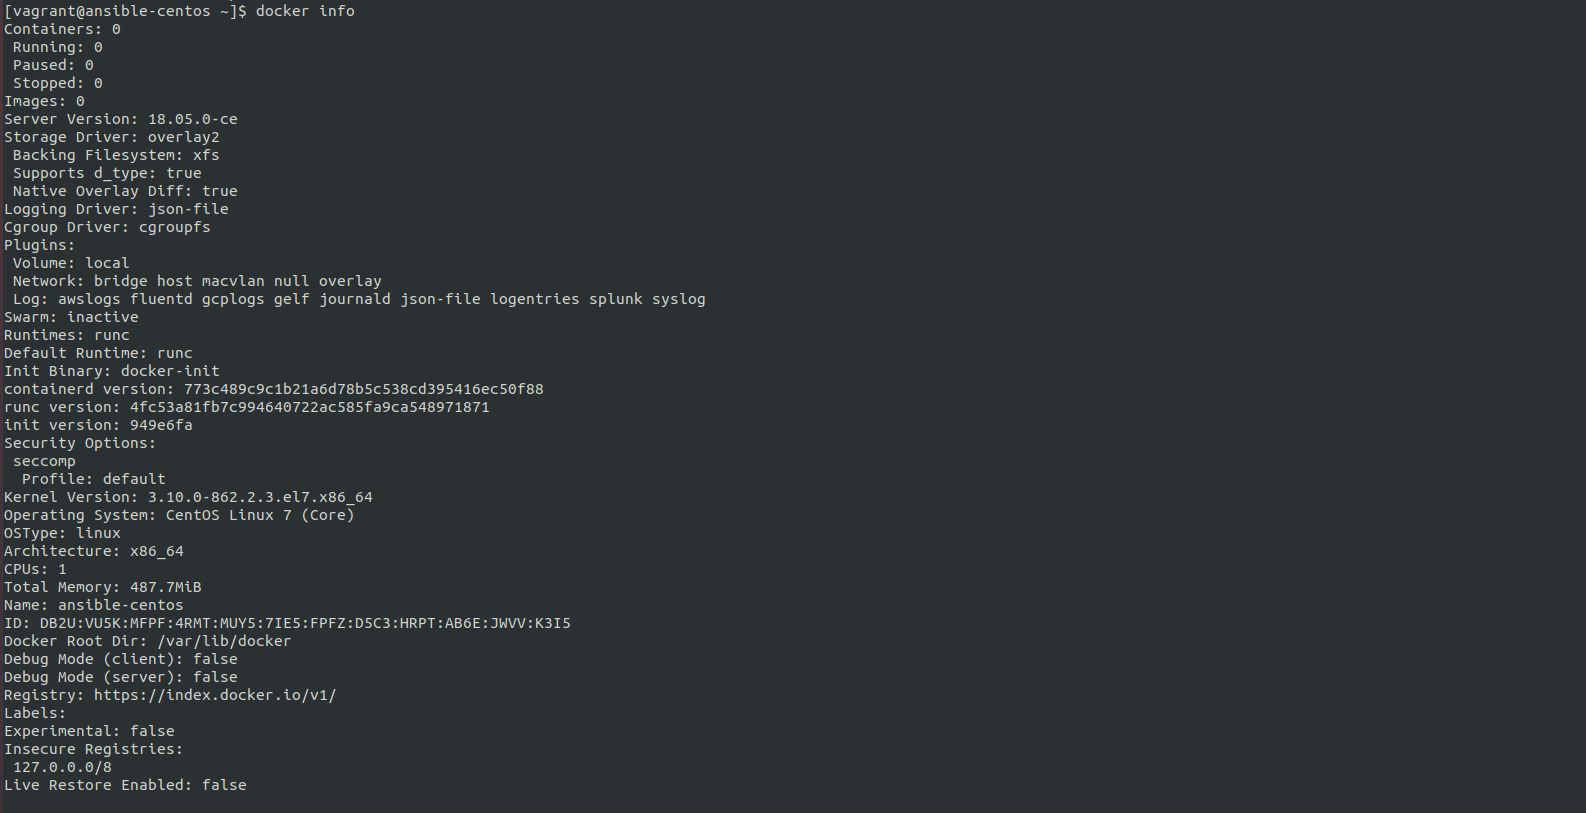 [vagrant@ansible-centos ~]$ docker info
Containers: 0
 Running: 0
 Paused: 0
 Stopped: 0
Images: 0
Server Version: 18.05.0-ce
Storage Driver: overlay2
 Backing Filesystem: xfs
 Supports d_type: true
 Native Overlay Diff: true
Logging Driver: json-file
Cgroup Driver: cgroupfs
Plugins:
 Volume: local
 Network: bridge host macvlan null overlay
 Log: awslogs fluentd gcplogs gelf journald json-file logentries splunk syslog
Swarm: inactive
Runtimes: runc
Default Runtime: runc
Init Binary: docker-init
containerd version: 773c489c9c1b21a6d78b5c538cd395416ec50f88
runc version: 4fc53a81fb7c994640722ac585fa9ca548971871
init version: 949e6fa
Security Options:
 seccomp
  Profile: default
Kernel Version: 3.10.0-862.2.3.el7.x86_64
Operating System: CentOS Linux 7 (Core)
OSType: linux
Architecture: x86_64
CPUs: 1
Total Memory: 487.7MiB
Name: ansible-centos
ID: DB2U:VU5K:MFPF:4RMT:MUY5:7IE5:FPFZ:D5C3:HRPT:AB6E:JWVV:K3I5
Docker Root Dir: /var/lib/docker
Debug Mode (client): false
Debug Mode (server): false
Registry: https://index.docker.io/v1/
Labels:
Experimental: false
Insecure Registries:
 127.0.0.0/8
Live Restore Enabled: false